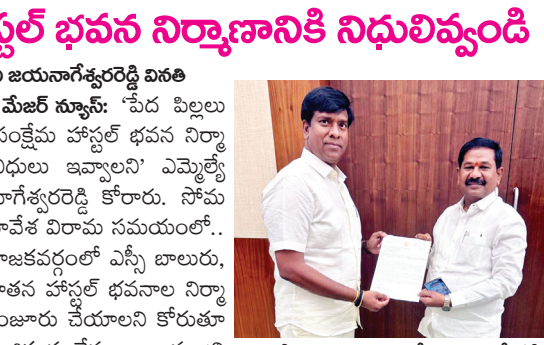 స్టల్ భవన నిర్మాణానికి నిధులివ్వండి
జయనాగేశ్వరరెడ్డి వినతి
మేజర్ న్యూస్: 'పేద పిల్లలు
సంక్షేమ హాస్టల్ భవన నిర్మా
నిధులు ఇవ్వాలని' ఎమ్మెల్యే
నాగేశ్వరరెడ్డి కోరారు. సోమ
మావేశ విరామ సమయంలో..
జకవర్గంలో ఎస్సీ బాలురు,
తన హాస్టల్ భవనాల నిర్మా
ంజూరు చేయాలని కోరుతూ